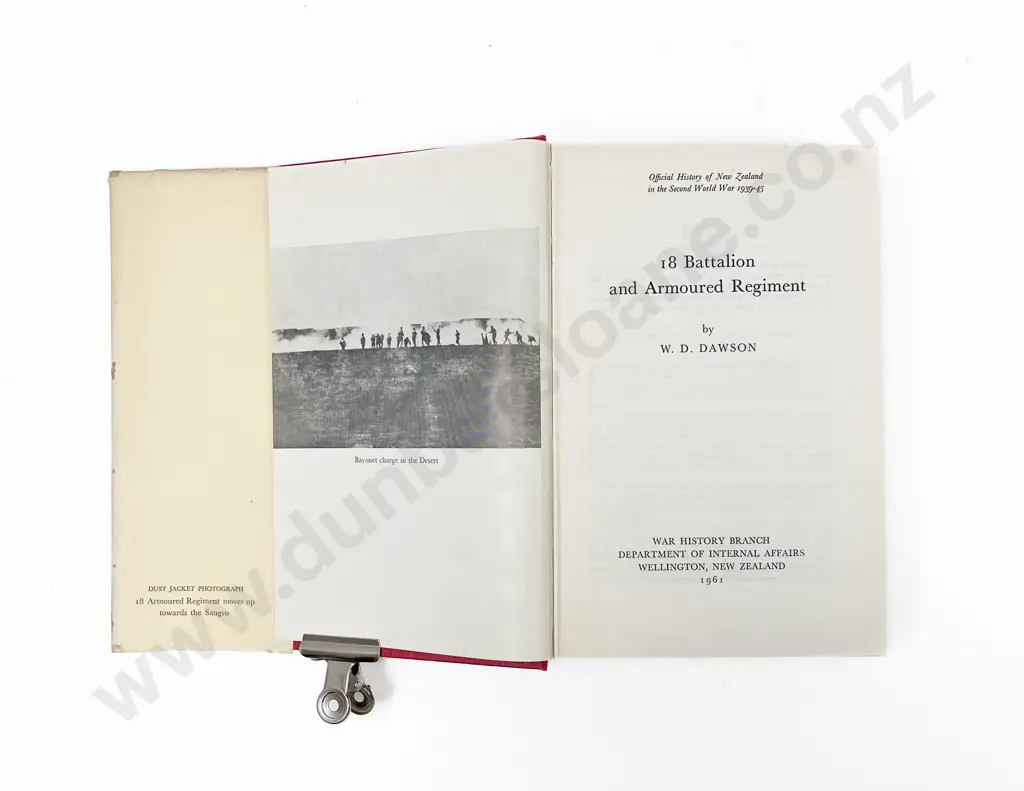 DUST JACKET PHOTOGRAPH
18 Armoured Regiment moves up
towards the Sangro
Bayonet charge in the Desert
Official History of New Zealand
in the Second World War 1939-45
18 Battalion
and Armoured Regiment
by
W. D. DAWSON
WAR HISTORY BRANCH
DEPARTMENT OF INTERNAL AFFAIRS
WELLINGTON, NEW ZEALAND
1961
www.dunbarsloane.co.nz